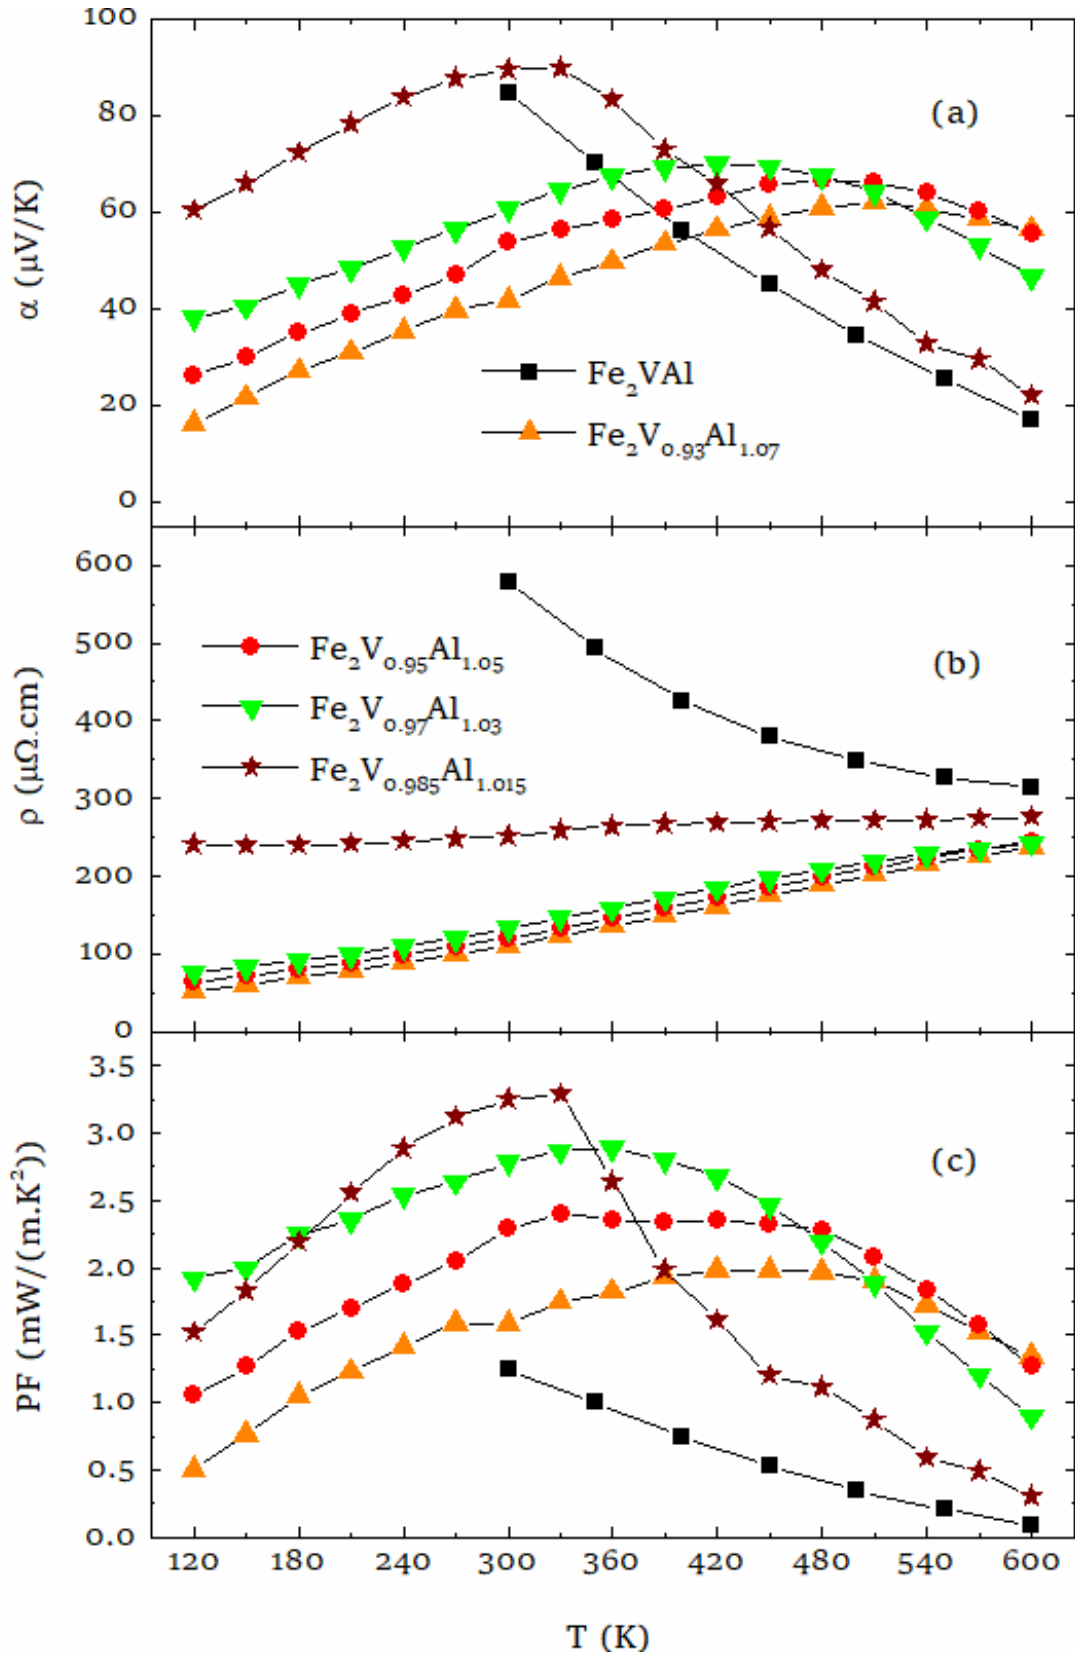 100
80
60
40
20
0
α (μV/K)
(a)
Fe₂VAl
Fe₂V₀.₉₃Al₁.₀₇
600
500
400
300
200
100
0
ρ (μΩ.cm)
(b)
Fe₂V₀.₉₅Al₁.₀₅
Fe₂V₀.₉₇Al₁.₀₃
Fe₂V₀.₉₈₅Al₁.₀₁₅
3.5
3.0
2.5
2.0
1.5
1.0
0.5
0.0
PF (mW/(m.K²))
(c)
120 180 240 300 360 420 480 540 600
T (K)